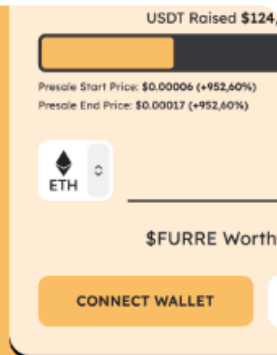 USDT Raised $124,
Presale Start Price: $0.00006 (+952,60%)
Presale End Price: $0.00017 (+952,60%)
ETH
$FURRE Worth
CONNECT WALLET